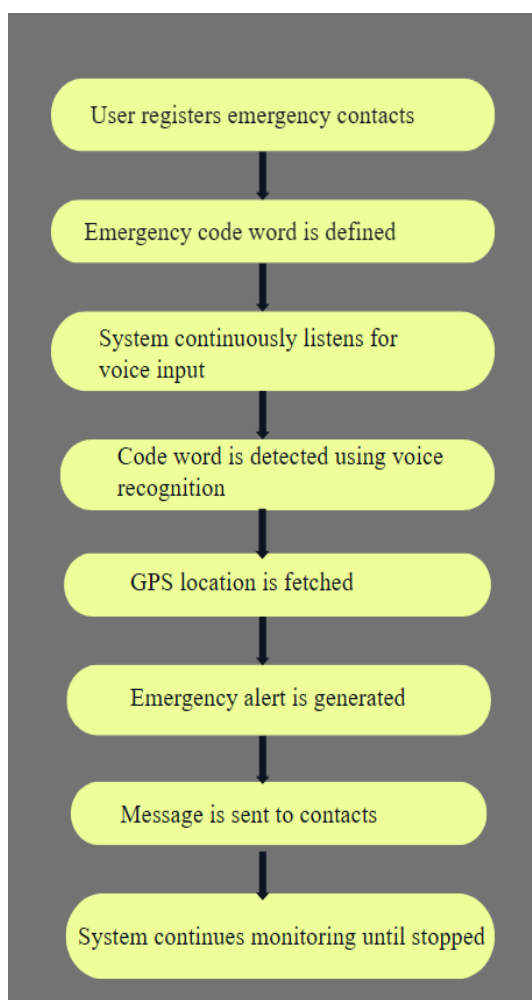 User registers emergency contacts
Emergency code word is defined
System continuously listens for
voice input
Code word is detected using voice
recognition
GPS location is fetched
Emergency alert is generated
Message is sent to contacts
System continues monitoring until stopped